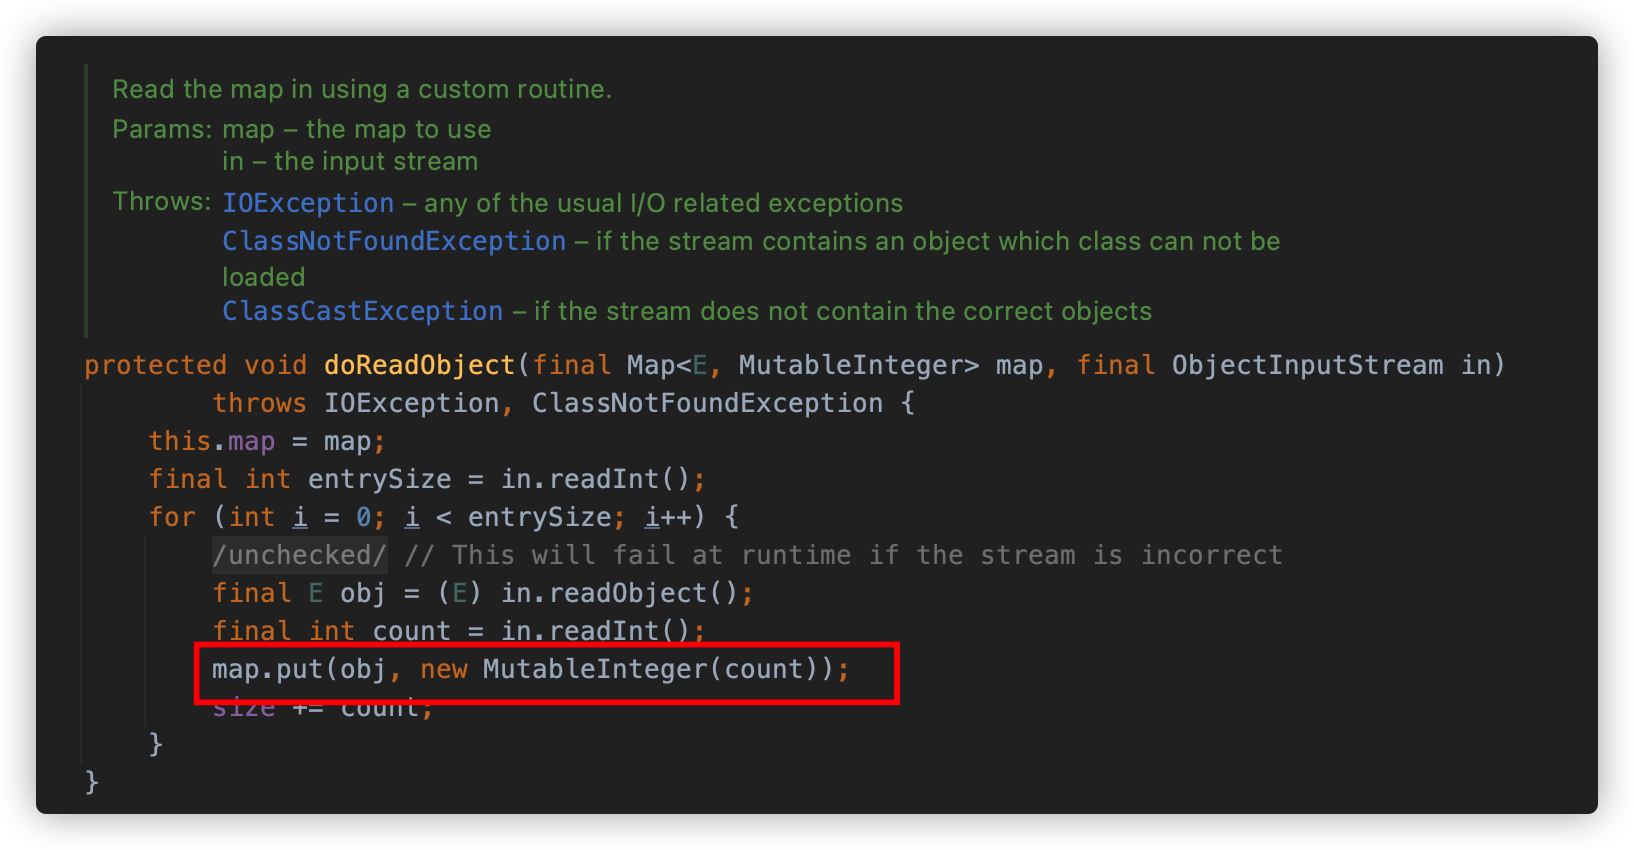 Read the map in using a custom routine.
Params: map – the map to use
in – the input stream
Throws: IOException – any of the usual I/O related exceptions
ClassNotFoundException – if the stream contains an object which class can not be
loaded
ClassCastException – if the stream does not contain the correct objects
protected void doReadObject(final Map<E, MutableInteger> map, final ObjectInputStream in)
throws IOException, ClassNotFoundException {
this.map = map;
final int entrySize = in.readInt();
for (int i = 0; i < entrySize; i++) {
/unchecked/ // This will fail at runtime if the stream is incorrect
final E obj = (E) in.readObject();
final int count = in.readInt();
map.put(obj, new MutableInteger(count));
size += count;
}
}